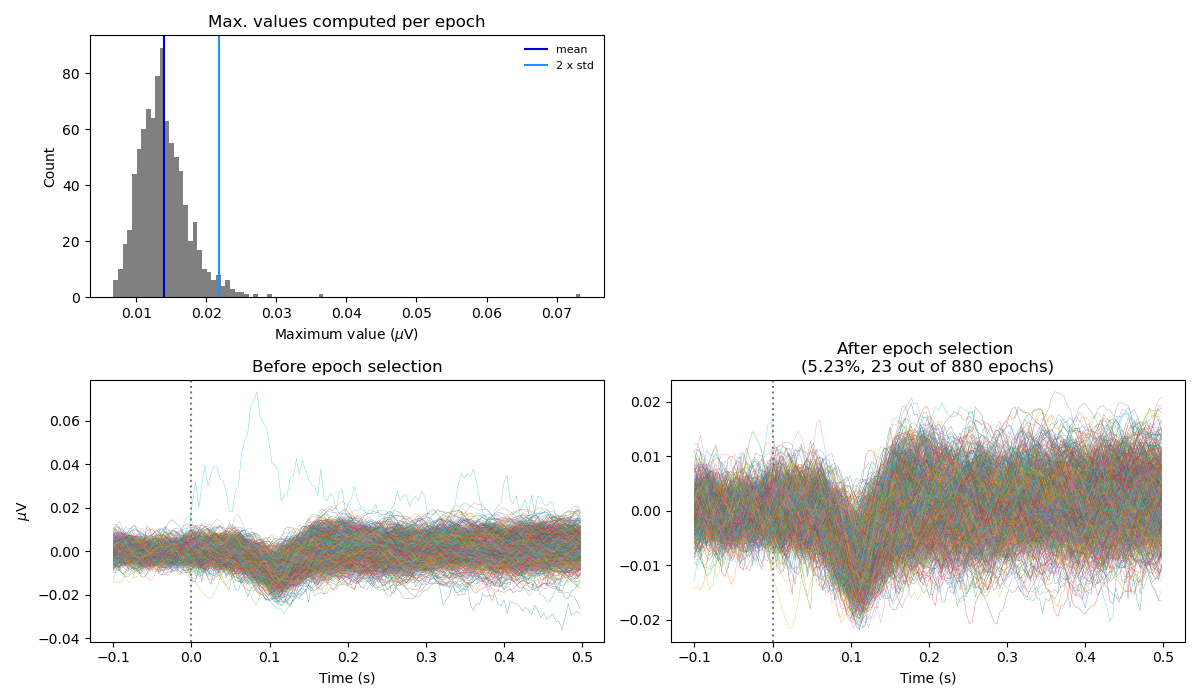 Max. values computed per epoch
mean
2 x std
Count
80
60
40
20
0
0.01 0.02 0.03 0.04 0.05 0.06 0.07
Maximum value (μV)
Before epoch selection
μV
0.06
0.04
0.02
0.00
−0.02
−0.04
−0.1 0.0 0.1 0.2 0.3 0.4 0.5
Time (s)
After epoch selection
(5.23%, 23 out of 880 epochs)
0.02
0.01
0.00
−0.01
−0.02
−0.1 0.0 0.1 0.2 0.3 0.4 0.5
Time (s)